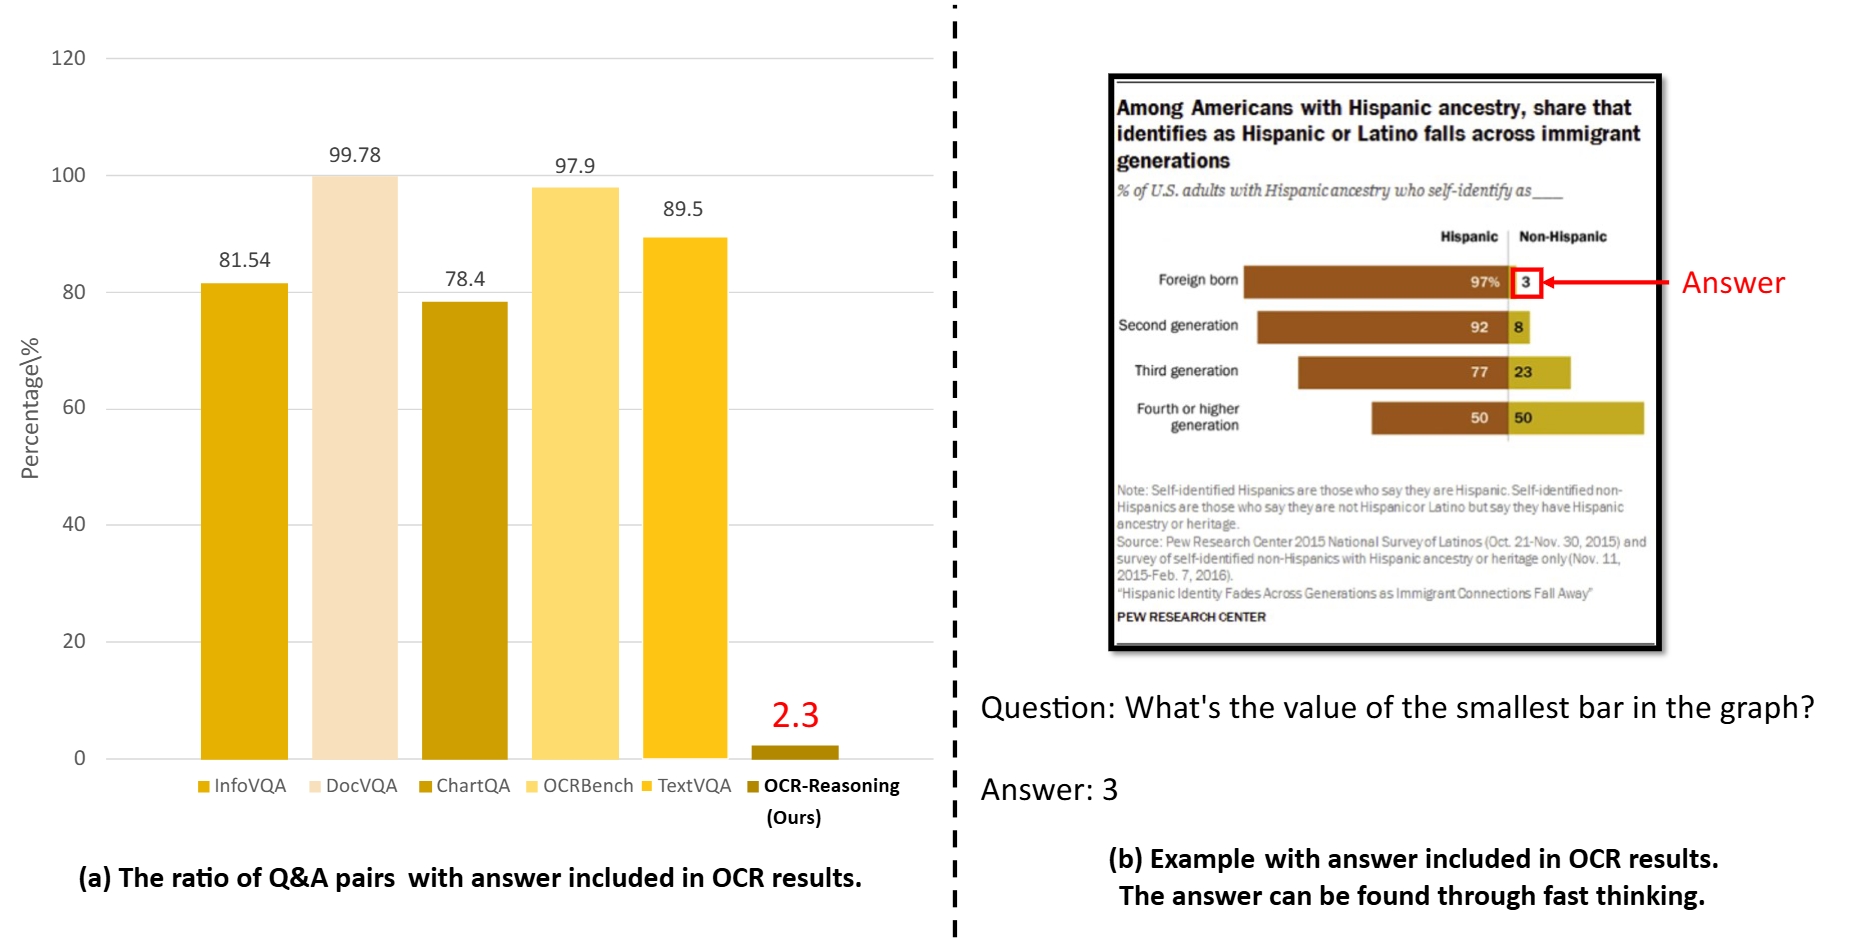 120
100
80
60
40
20
0
Percentage\%
81.54
99.78
78.4
97.9
89.5
2.3
InfoVQA
DocVQA
ChartQA
OCRBench
TextVQA
OCR-Reasoning
(Ours)
(a) The ratio of Q&A pairs with answer included in OCR results.
Among Americans with Hispanic ancestry, share that
identifies as Hispanic or Latino falls across immigrant
generations
% of U.S. adults with Hispanic ancestry who self-identify as____
Hispanic Non-Hispanic
Foreign born 97% 3
Answer
Second generation 92 8
Third generation 77 23
Fourth or higher
generation 50 50
Note: Self-identified Hispanics are those who say they are Hispanic. Self-identified non-
Hispanics are those who say they are not Hispanic or Latino but say they have Hispanic
ancestry or heritage.
Source: Pew Research Center 2015 National Survey of Latinos (Oct. 21-Nov. 30, 2015) and
survey of self-identified non-Hispanics with Hispanic ancestry or heritage only (Nov. 11,
2015-Feb. 7, 2016).
“Hispanic Identity Fades Across Generations as Immigrant Connections Fall Away”
PEW RESEARCH CENTER
Question: What's the value of the smallest bar in the graph?
Answer: 3
(b) Example with answer included in OCR results.
The answer can be found through fast thinking.